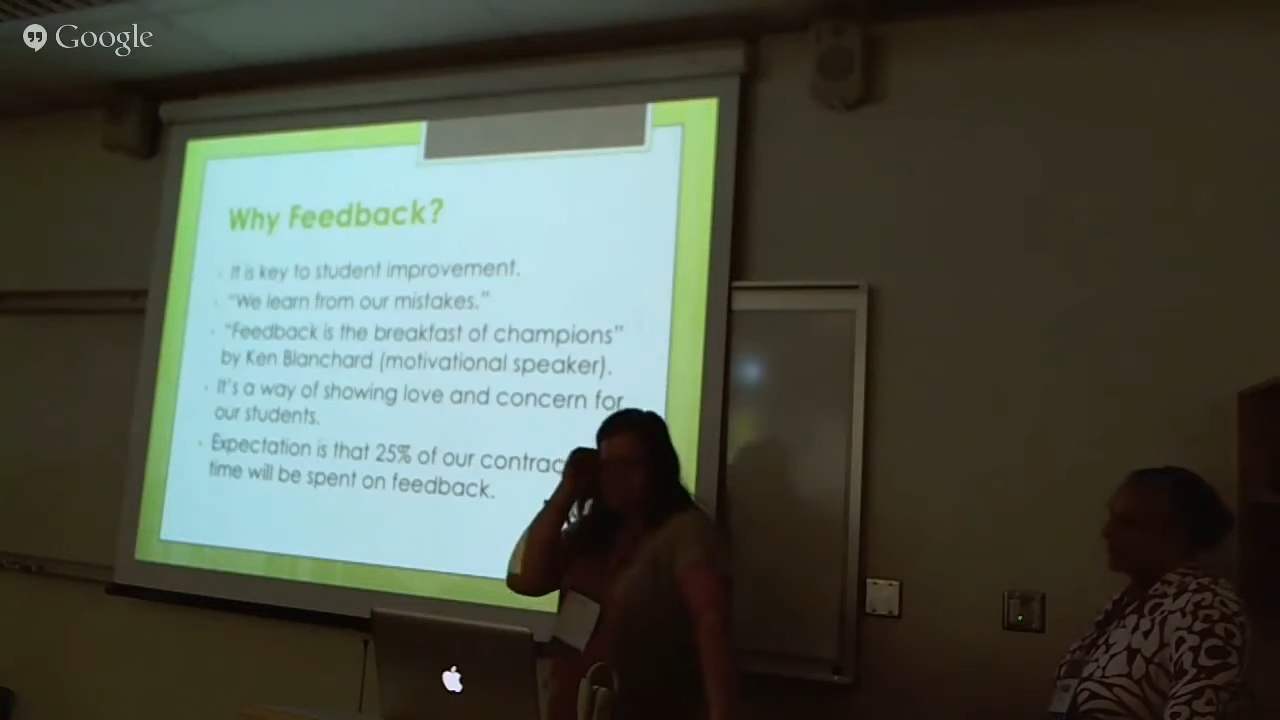 Google
Why Feedback?
It is key to student improvement.
"We learn from our mistakes."
"Feedback is the breakfast of champions"
by Ken Blanchard (motivational speaker).
It's a way of showing love and concern for
our students.
Expectation is that 25% of our contrac
time will be spent on feedback.